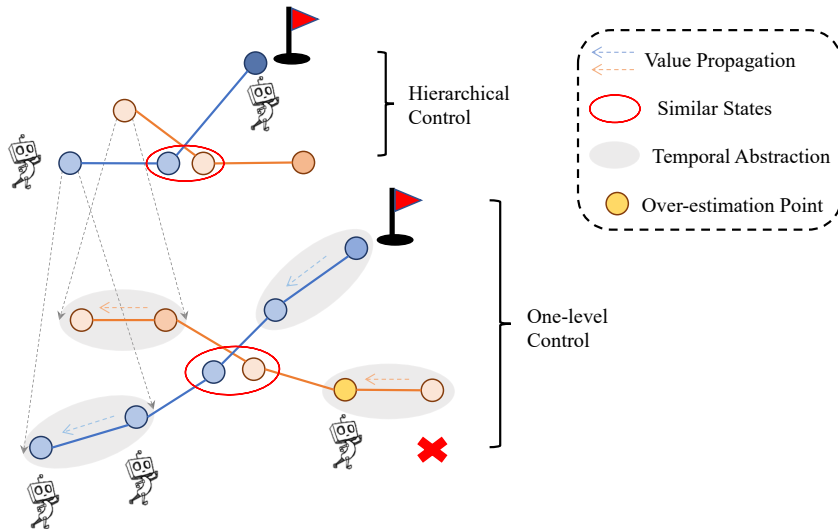 Hierarchical
Control
Value Propagation
Similar States
Temporal Abstraction
Over-estimation Point
One-level
Control